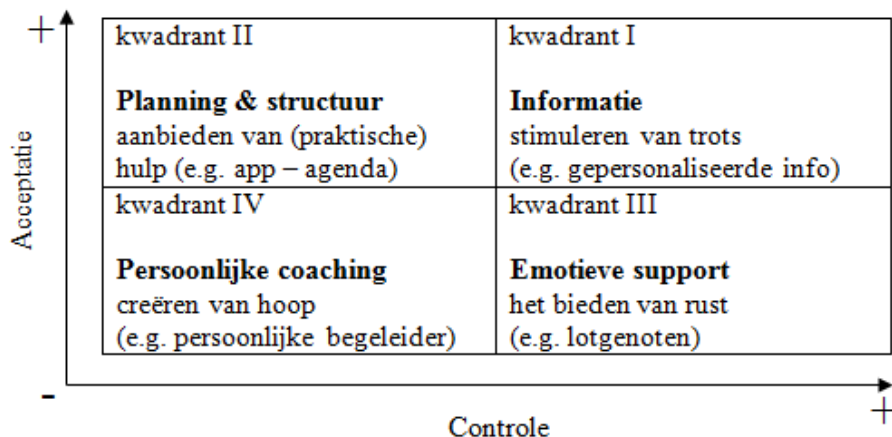 +
kwadrant II
Planning & structuur
aanbieden van (praktische)
hulp (e.g. app – agenda)
kwadrant I
Informatie
stimuleren van trots
(e.g. gepersonaliseerde info)
Acceptatie
kwadrant IV
Persoonlijke coaching
creëren van hoop
(e.g. persoonlijke begeleider)
kwadrant III
Emotieve support
het bieden van rust
(e.g. lotgenoten)
-
Controle
+